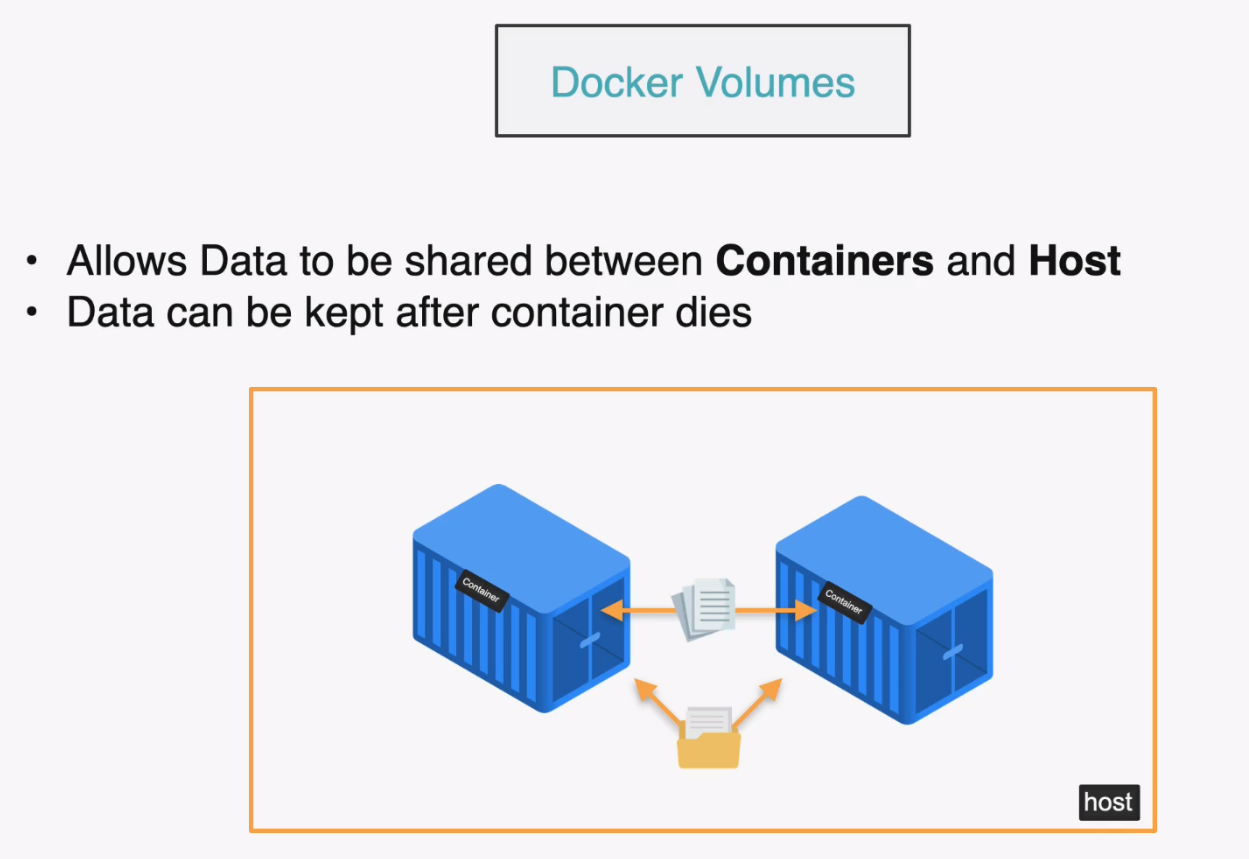 Docker Volumes
• Allows Data to be shared between Containers and Host
• Data can be kept after container dies
Container
Container
host